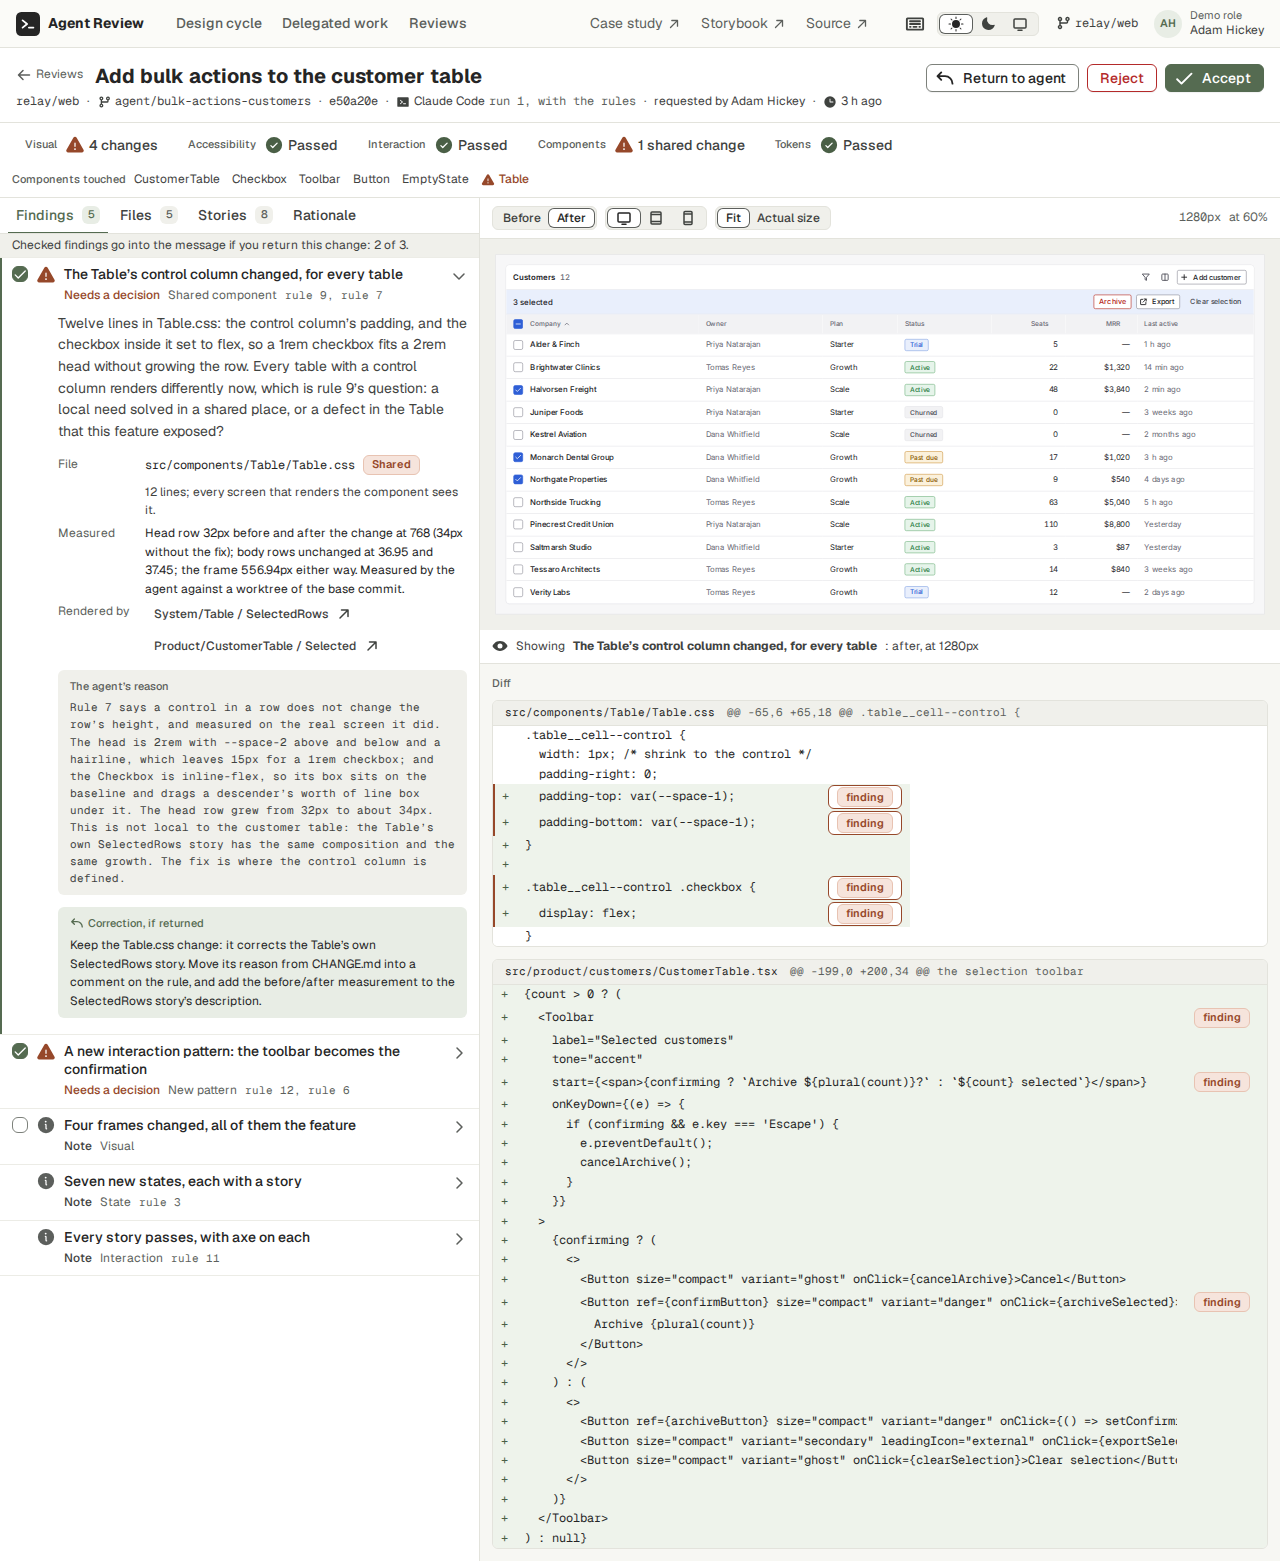 Agent Review
Design cycle
Delegated work
Reviews
Case study
Storybook
Source
relay/web
AH
Demo role
Adam Hickey
Reviews
Add bulk actions to the customer table
Return to agent
Reject
Accept
relay/web · agent/bulk-actions-customers · e50a20e · Claude Code run 1, with the rules · requested by Adam Hickey · 3 h ago
Visual 4 changes
Accessibility Passed
Interaction Passed
Components 1 shared change
Tokens Passed
Components touched CustomerTable Checkbox Toolbar Button EmptyState Table
Findings 5
Files 5
Stories 8
Rationale
Checked findings go into the message if you return this change: 2 of 3.
The Table's control column changed, for every table
Needs a decision Shared component rule 9, rule 7
Twelve lines in Table.css: the control column's padding, and the
checkbox inside it set to flex, so a 1rem checkbox fits a 2rem
head without growing the row. Every table with a control
column renders differently now, which is rule 9's question: a
local need solved in a shared place, or a defect in the Table
that this feature exposed?
File src/components/Table/Table.css Shared
12 lines; every screen that renders the component sees
it.
Measured Head row 32px before and after the change at 768 (34px
without the fix); body rows unchanged at 36.95 and
37.45; the frame 556.94px either way. Measured by the
agent against a worktree of the base commit.
Rendered by System/Table / SelectedRows
Product/CustomerTable / Selected
The agent's reason
Rule 7 says a control in a row does not change the
row's height, and measured on the real screen it did.
The head is 2rem with --space-2 above and below and a
hairline, which leaves 15px for a 1rem checkbox; and
the Checkbox is inline-flex, so its box sits on the
baseline and drags a descender's worth of line box
under it. The head row grew from 32px to about 34px.
This is not local to the customer table: the Table's
own SelectedRows story has the same composition and the
same growth. The fix is where the control column is
defined.
Correction, if returned
Keep the Table.css change: it corrects the Table's own
SelectedRows story. Move its reason from CHANGE.md into a
comment on the rule, and add the before/after measurement to the
SelectedRows story's description.
A new interaction pattern: the toolbar becomes the
confirmation
Needs a decision New pattern rule 12, rule 6
Four frames changed, all of them the feature
Note Visual
Seven new states, each with a story
Note State rule 3
Every story passes, with axe on each
Note Interaction rule 11
Before After
Fit Actual size
1280px at 60%
Customers 12
Add customer
3 selected
Archive Export Clear selection
Company Owner Plan Status Seats MRR Last active
Alder & Finch Priya Natarajan Starter Trial 5 — 1 h ago
Brightwater Clinics Tomas Reyes Growth Active 22 $1,320 14 min ago
Halvorsen Freight Priya Natarajan Scale Active 48 $3,840 2 min ago
Juniper Foods Priya Natarajan Starter Churned 0 — 3 weeks ago
Kestrel Aviation Dana Whitfield Scale Churned 0 — 2 months ago
Monarch Dental Group Dana Whitfield Growth Past due 17 $1,020 3 h ago
Northgate Properties Dana Whitfield Growth Past due 9 $540 4 days ago
Northside Trucking Tomas Reyes Scale Active 63 $5,040 5 h ago
Pinecrest Credit Union Priya Natarajan Scale Active 110 $8,800 Yesterday
Saltmarsh Studio Dana Whitfield Starter Active 3 $87 Yesterday
Tessaro Architects Tomas Reyes Growth Active 14 $840 3 weeks ago
Verity Labs Tomas Reyes Growth Trial 12 — 2 days ago
Showing The Table's control column changed, for every table : after, at 1280px
Diff
src/components/Table/Table.css @@ -65,6 +65,18 @@ .table__cell--control {
.table__cell--control {
width: 1px; /* shrink to the control */
padding-right: 0;
+ padding-top: var(--space-1); finding
+ padding-bottom: var(--space-1); finding
+ }
+
+ .table__cell--control .checkbox { finding
+ display: flex; finding
}
src/product/customers/CustomerTable.tsx @@ -199,0 +200,34 @@ the selection toolbar
+ {count > 0 ? (
+ <Toolbar finding
+ label="Selected customers"
+ tone="accent"
+ start={<span>{confirming ? `Archive ${plural(count)}?` : `${count} selected`}</span>} finding
+ onKeyDown={(e) => {
+ if (confirming && e.key === 'Escape') {
+ e.preventDefault();
+ cancelArchive();
+ }
+ }}
+ >
+ {confirming ? (
+ <>
+ <Button size="compact" variant="ghost" onClick={cancelArchive}>Cancel</Button>
+ <Button ref={confirmButton} size="compact" variant="danger" onClick={archiveSelected}> finding
+ Archive {plural(count)}
+ </Button>
+ </>
+ ) : (
+ <>
+ <Button ref={archiveButton} size="compact" variant="danger" onClick={() => setConfirm
+ <Button size="compact" variant="secondary" leadingIcon="external" onClick={exportSele
+ <Button size="compact" variant="ghost" onClick={clearSelection}>Clear selection</Butt
+ </>
+ )}
+ </Toolbar>
+ ) : null}